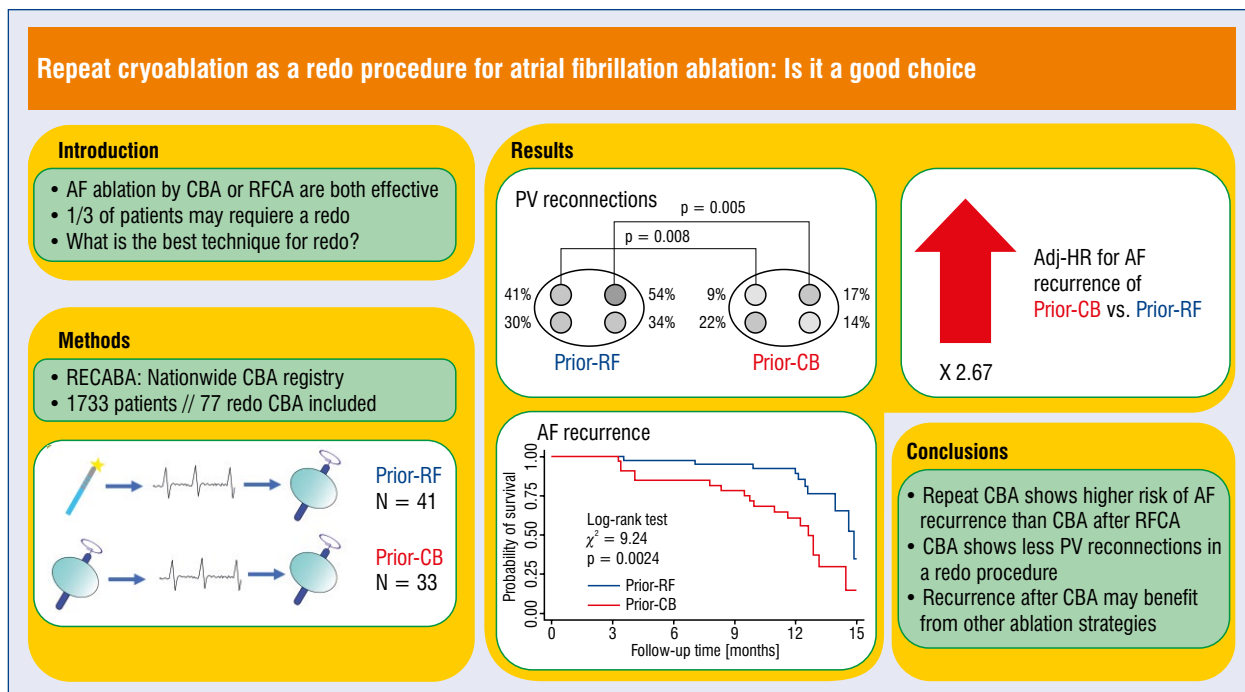 Repeat cryoablation as a redo procedure for atrial fibrillation ablation: Is it a good choice
Introduction
• AF ablation by CBA or RFCA are both effective
• 1/3 of patients may requiere a redo
• What is the best technique for redo?
Methods
• RECABA: Nationwide CBA registry
• 1733 patients // 77 redo CBA included
Prior-RF
N = 41
Prior-CB
N = 33
Results
PV reconnections
p = 0.005
p = 0.008
41% 54% 9% 17%
30% 34% 22% 14%
Prior-RF Prior-CB
Adj-HR for AF
recurrence of
Prior-CB vs. Prior-RF
X 2.67
AF recurrence
Probability of survival
1.00
0.75
0.50
0.25
0.00
Log-rank test
χ² = 9.24
p = 0.0024
Prior-RF
Prior-CB
0 3 6 9 12 15
Follow-up time [months]
Conclusions
• Repeat CBA shows higher risk of AF
recurrence than CBA after RFCA
• CBA shows less PV reconnections in
a redo procedure
• Recurrence after CBA may benefit
from other ablation strategies